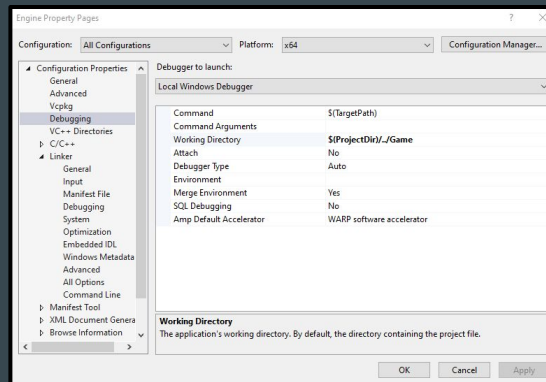 Engine Property Pages
? X
Configuration: All Configurations Platform: x64 Configuration Manager...
Configuration Properties
General
Advanced
Vcpkg
Debugging
VC++ Directories
C/C++
Linker
General
Input
Manifest File
Debugging
System
Optimization
Embedded IDL
Windows Metadata
Advanced
All Options
Command Line
Manifest Tool
XML Document Genera
Browse Information
Debugger to launch:
Local Windows Debugger
Command $(TargetPath)
Command Arguments
Working Directory $(ProjectDir)/../Game
Attach No
Debugger Type Auto
Environment
Merge Environment Yes
SQL Debugging No
Amp Default Accelerator WARP software accelerator
Working Directory
The application's working directory. By default, the directory containing the project file.
OK Cancel Apply